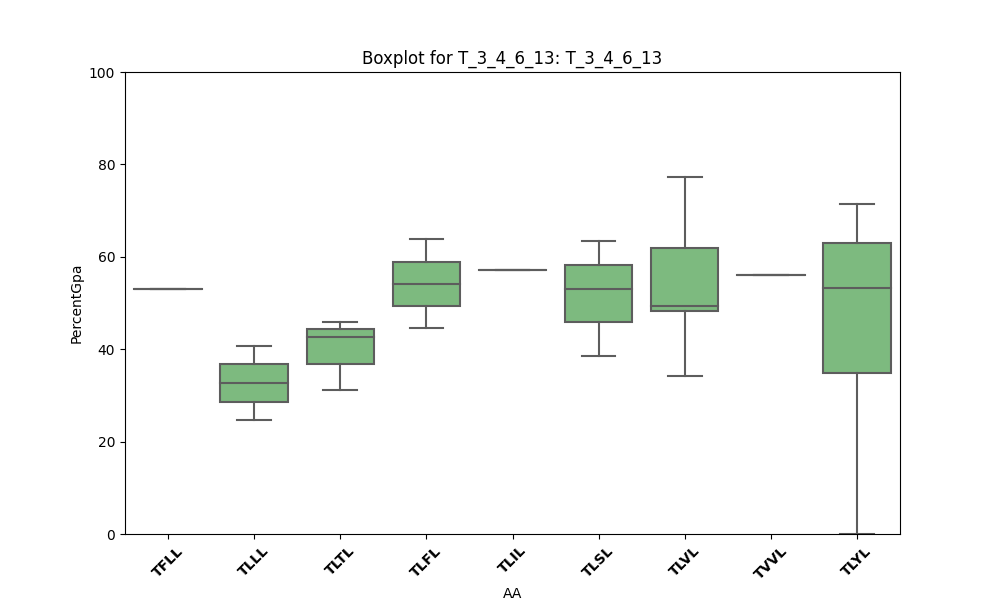 Boxplot for T_3_4_6_13: T_3_4_6_13
100
80
60
40
20
0
PercentGpa
TFLL
TLLL
TLTL
TLFL
TLIL
TLSL
TLVL
TVVL
TLYL
AA